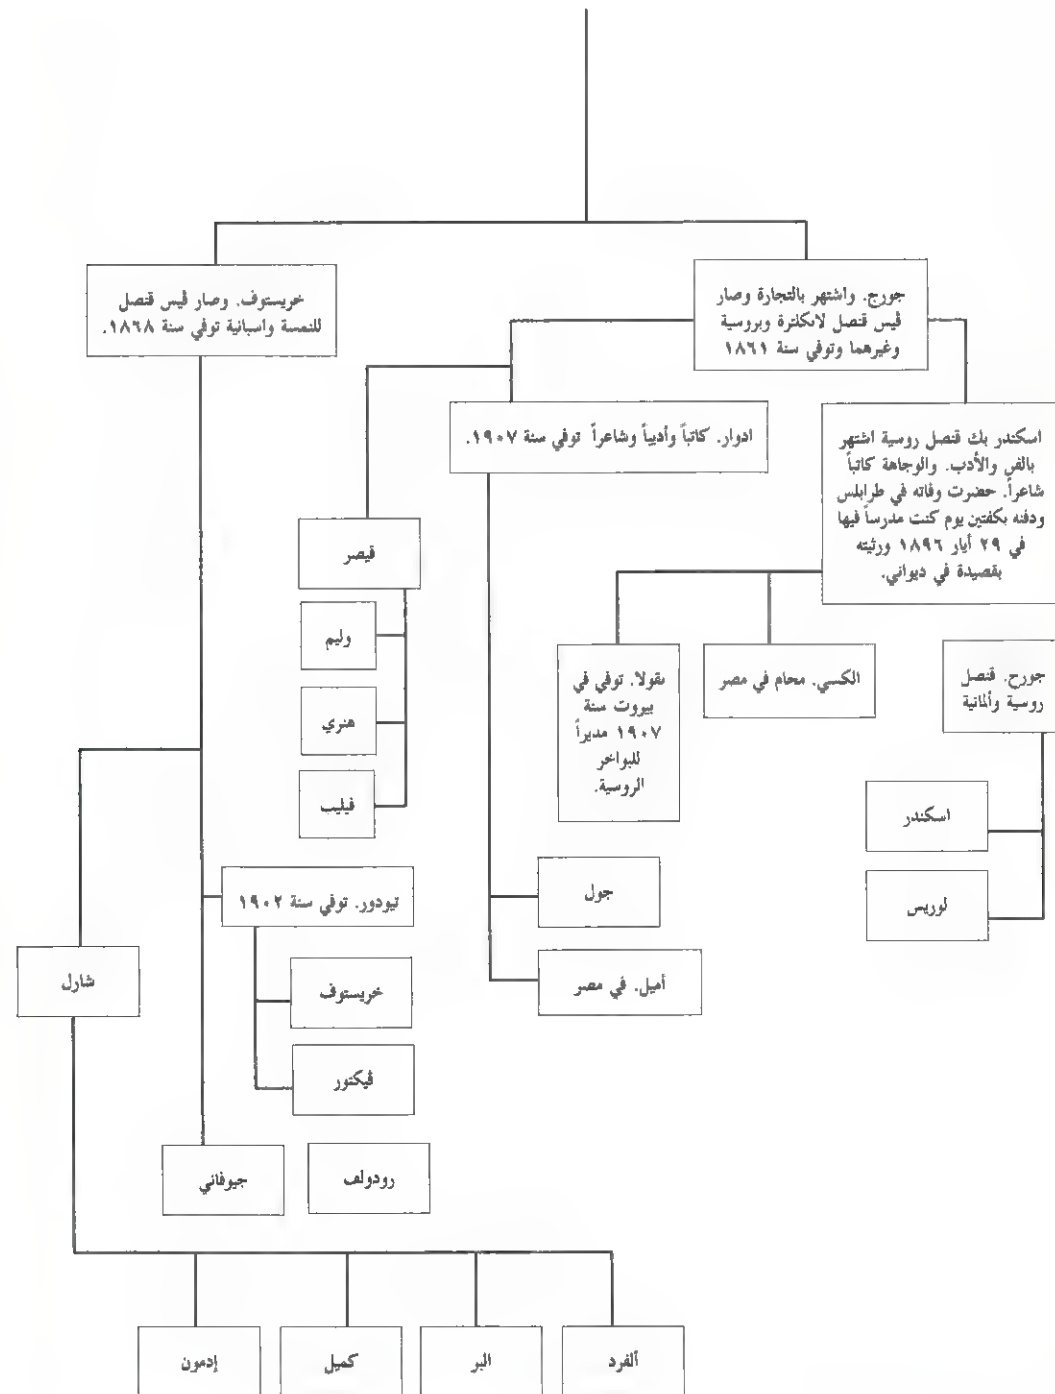 جورج. واشتهر بالتجارة وصار
ڤيس قنصل لانكلترة وبروسية
وغيرهما وتوفي سنة ١٨٦١
خريستوف. وصار ڤيس قنصل
للنمسة واسبانية توفي سنة ١٨٦٨.
اسكندر بك قنصل روسية اشتهر
بالفن والأدب. والوجاهة كاتباً
شاعراً. حضرت وفاته في طرابلس
ودفنه بكفتين يوم كنت مدرساً فيها
في ٢٩ أيار ١٨٩٦ ورثيته
بقصيدة في ديواني.
ادوار. كاتباً وأديباً وشاعراً توفي سنة ١٩٠٧.
قيصر
وليم
هنري
فيليب
جورج. قنصل
روسية وألمانية
الكسي. محام في مصر
نقولا. توفي في
بيروت سنة
١٩٠٧ مديراً
للبواخر
الروسية.
اسكندر
لوريس
جول
أميل. في مصر
تيودور. توفي سنة ١٩٠٢
خريستوف
ڤيكتور
شارل
رودولف
جيوفاني
ألفرد
البر
كميل
إدمون